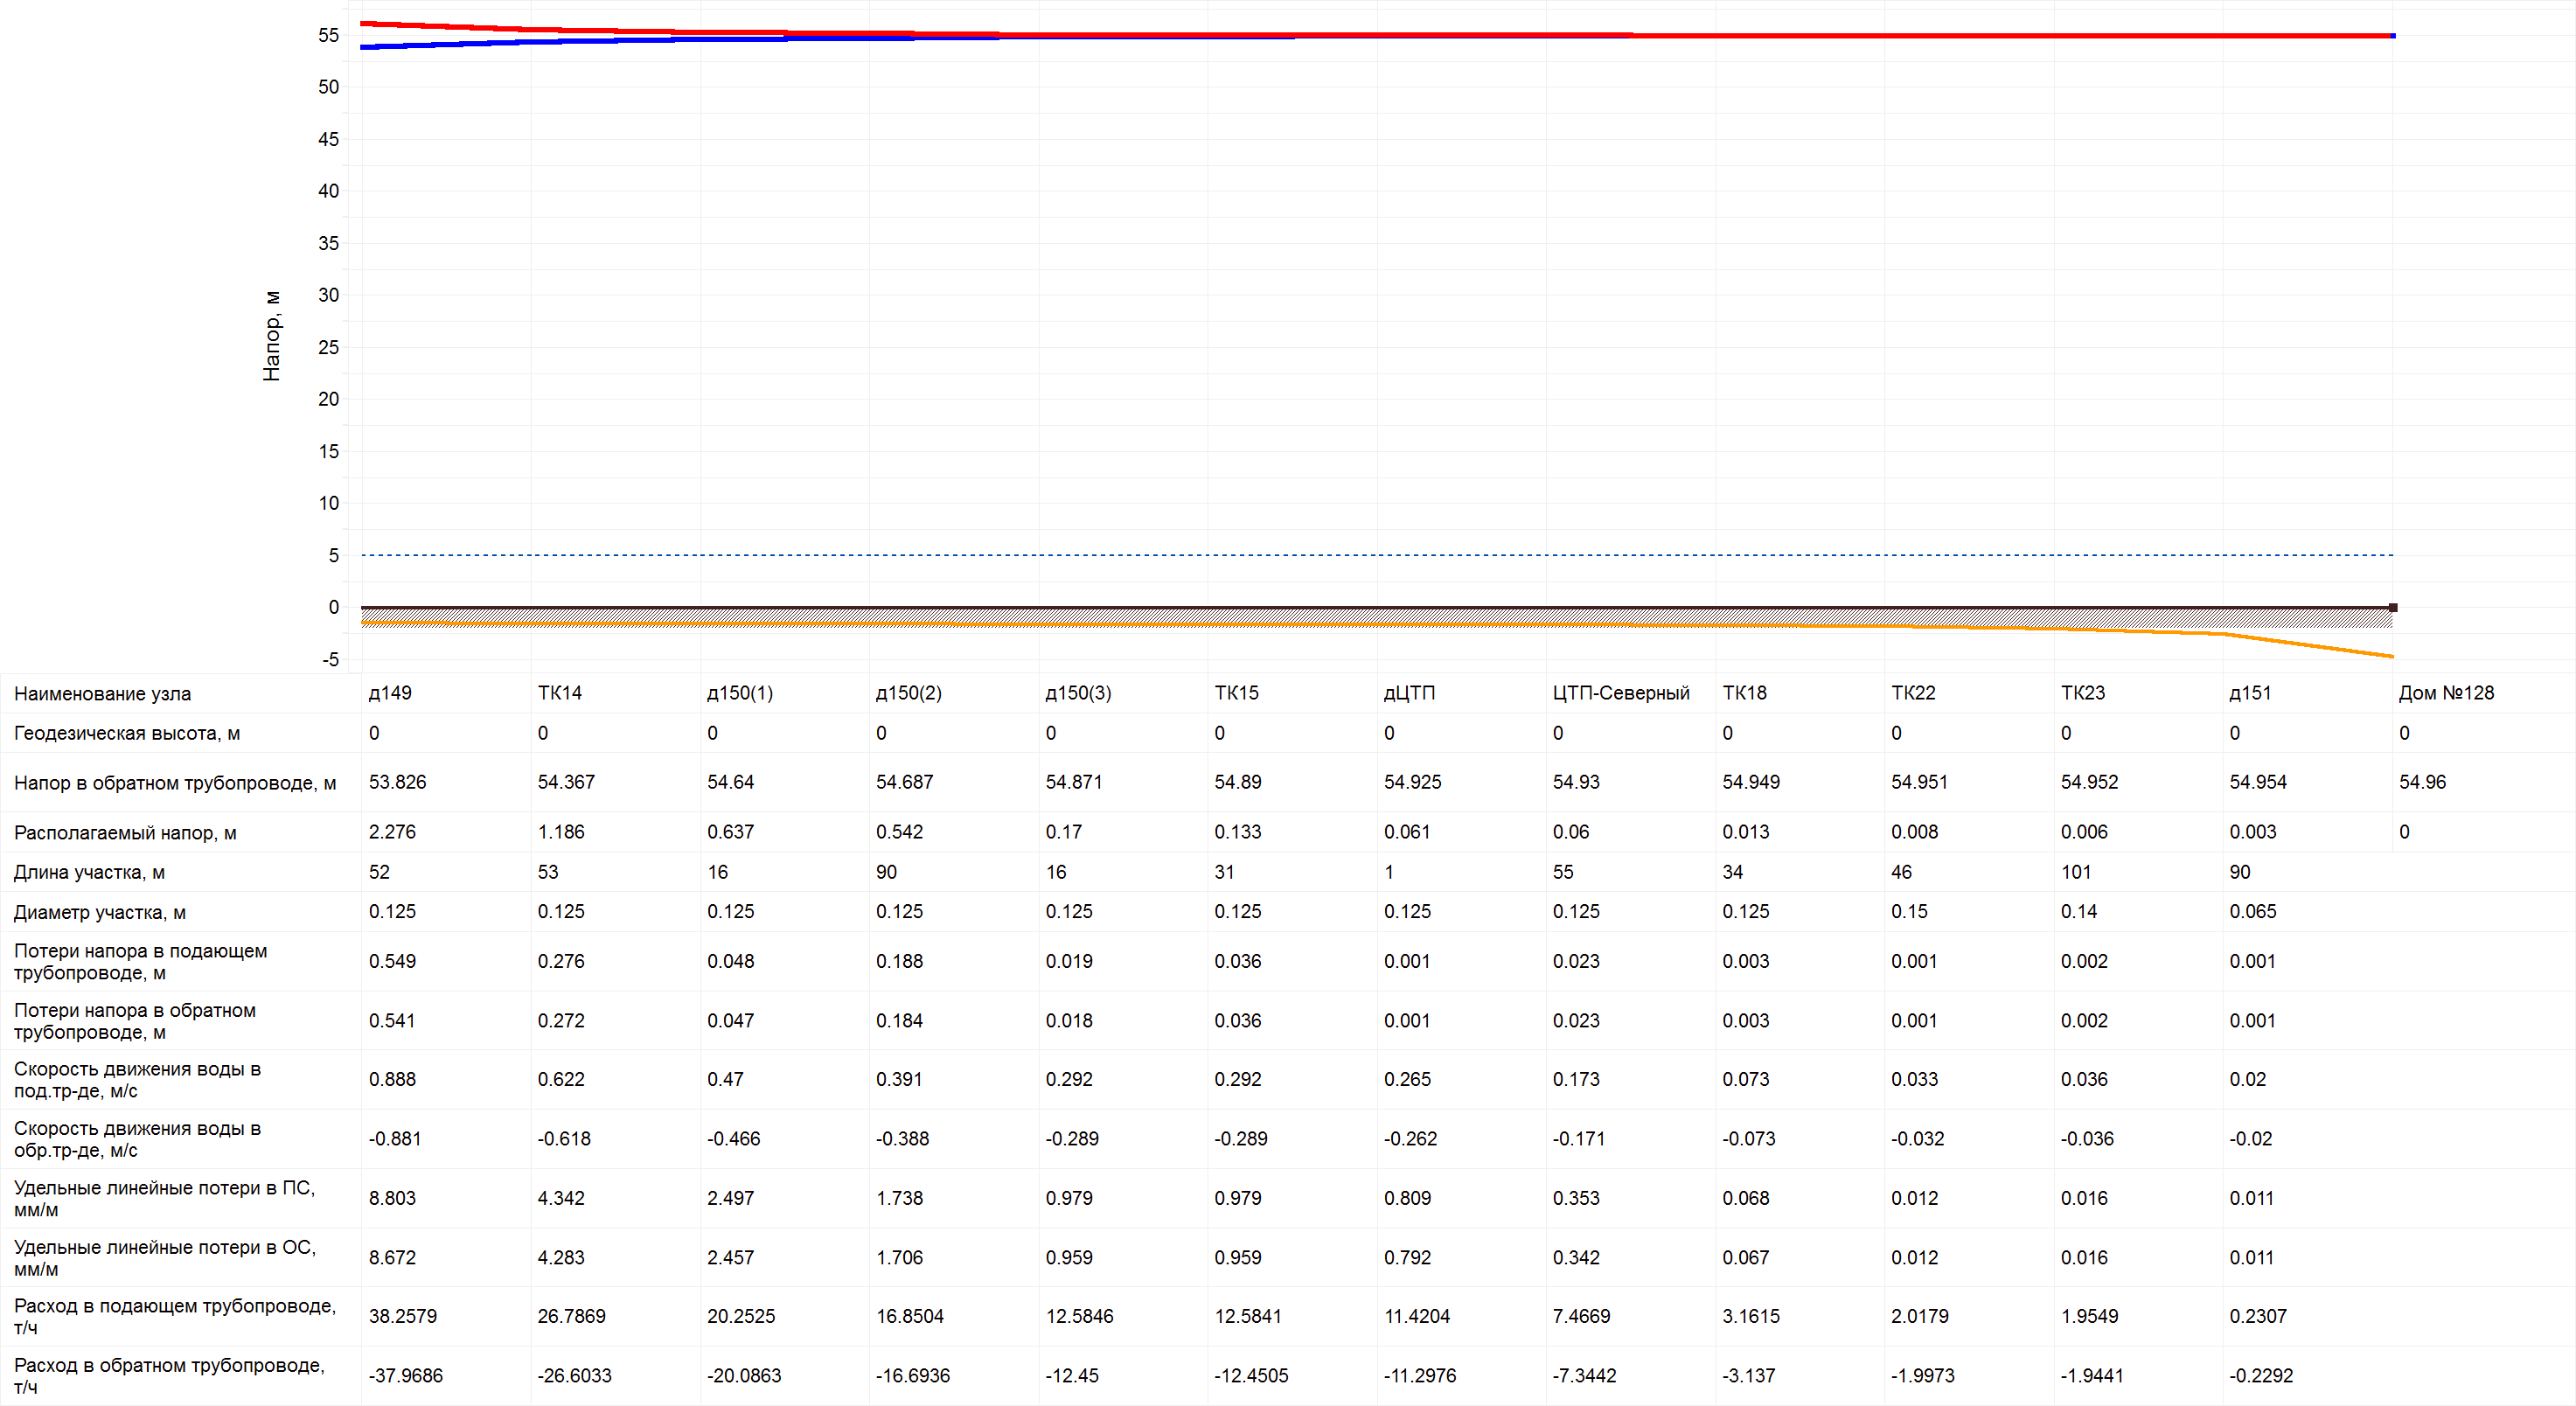 55
50
45
40
35
30
25
20
15
10
5
0
-5
Напор, м
Наименование узла д149 ТК14 д150(1) д150(2) д150(3) ТК15 дЦТП ЦТП-Северный ТК18 ТК22 ТК23 д151 Дом №128
Геодезическая высота, м 0 0 0 0 0 0 0 0 0 0 0 0 0
Напор в обратном трубопроводе, м 53.826 54.367 54.64 54.687 54.871 54.89 54.925 54.93 54.949 54.951 54.952 54.954 54.96
Располагаемый напор, м 2.276 1.186 0.637 0.542 0.17 0.133 0.061 0.06 0.013 0.008 0.006 0.003 0
Длина участка, м 52 53 16 90 16 31 1 55 34 46 101 90
Диаметр участка, м 0.125 0.125 0.125 0.125 0.125 0.125 0.125 0.125 0.125 0.15 0.14 0.065
Потери напора в подающем
трубопроводе, м 0.549 0.276 0.048 0.188 0.019 0.036 0.001 0.023 0.003 0.001 0.002 0.001
Потери напора в обратном
трубопроводе, м 0.541 0.272 0.047 0.184 0.018 0.036 0.001 0.023 0.003 0.001 0.002 0.001
Скорость движения воды в
под.тр-де, м/с 0.888 0.622 0.47 0.391 0.292 0.292 0.265 0.173 0.073 0.033 0.036 0.02
Скорость движения воды в
обр.тр-де, м/с -0.881 -0.618 -0.466 -0.388 -0.289 -0.289 -0.262 -0.171 -0.073 -0.032 -0.036 -0.02
Удельные линейные потери в ПС,
мм/м 8.803 4.342 2.497 1.738 0.979 0.979 0.809 0.353 0.068 0.012 0.016 0.011
Удельные линейные потери в ОС,
мм/м 8.672 4.283 2.457 1.706 0.959 0.959 0.792 0.342 0.067 0.012 0.016 0.011
Расход в подающем трубопроводе,
т/ч 38.2579 26.7869 20.2525 16.8504 12.5846 12.5841 11.4204 7.4669 3.1615 2.0179 1.9549 0.2307
Расход в обратном трубопроводе,
т/ч -37.9686 -26.6033 -20.0863 -16.6936 -12.45 -12.4505 -11.2976 -7.3442 -3.137 -1.9973 -1.9441 -0.2292